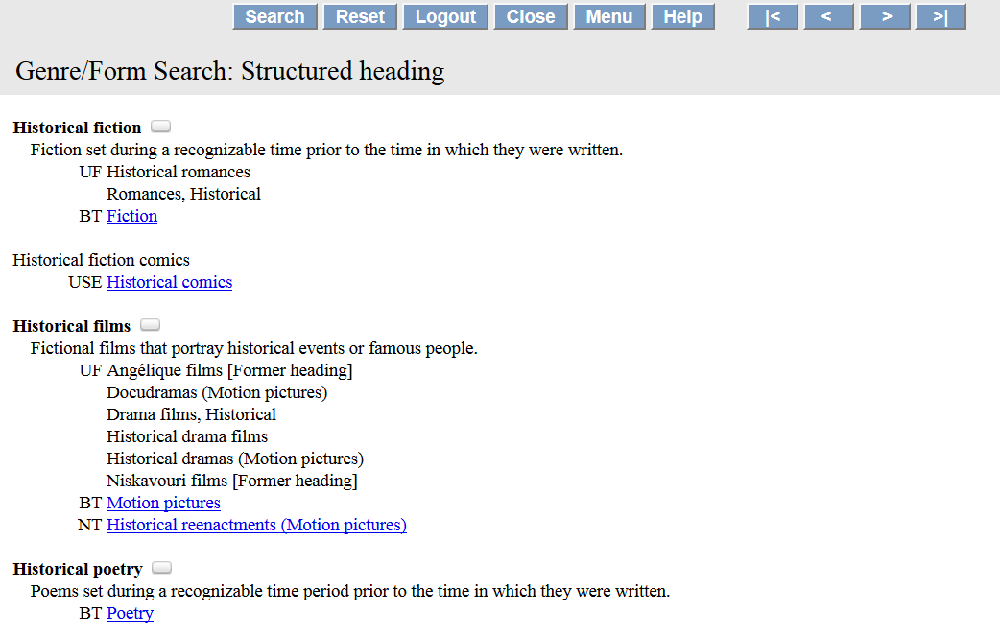 Search Reset Logout Close Menu Help |< < > >|
Genre/Form Search: Structured heading
Historical fiction
Fiction set during a recognizable time prior to the time in which they were written.
UF Historical romances
Romances, Historical
BT Fiction
Historical fiction comics
USE Historical comics
Historical films
Fictional films that portray historical events or famous people.
UF Angélique films [Former heading]
Docudramas (Motion pictures)
Drama films, Historical
Historical drama films
Historical dramas (Motion pictures)
Niskavouri films [Former heading]
BT Motion pictures
NT Historical reenactments (Motion pictures)
Historical poetry
Poems set during a recognizable time period prior to the time in which they were written.
BT Poetry